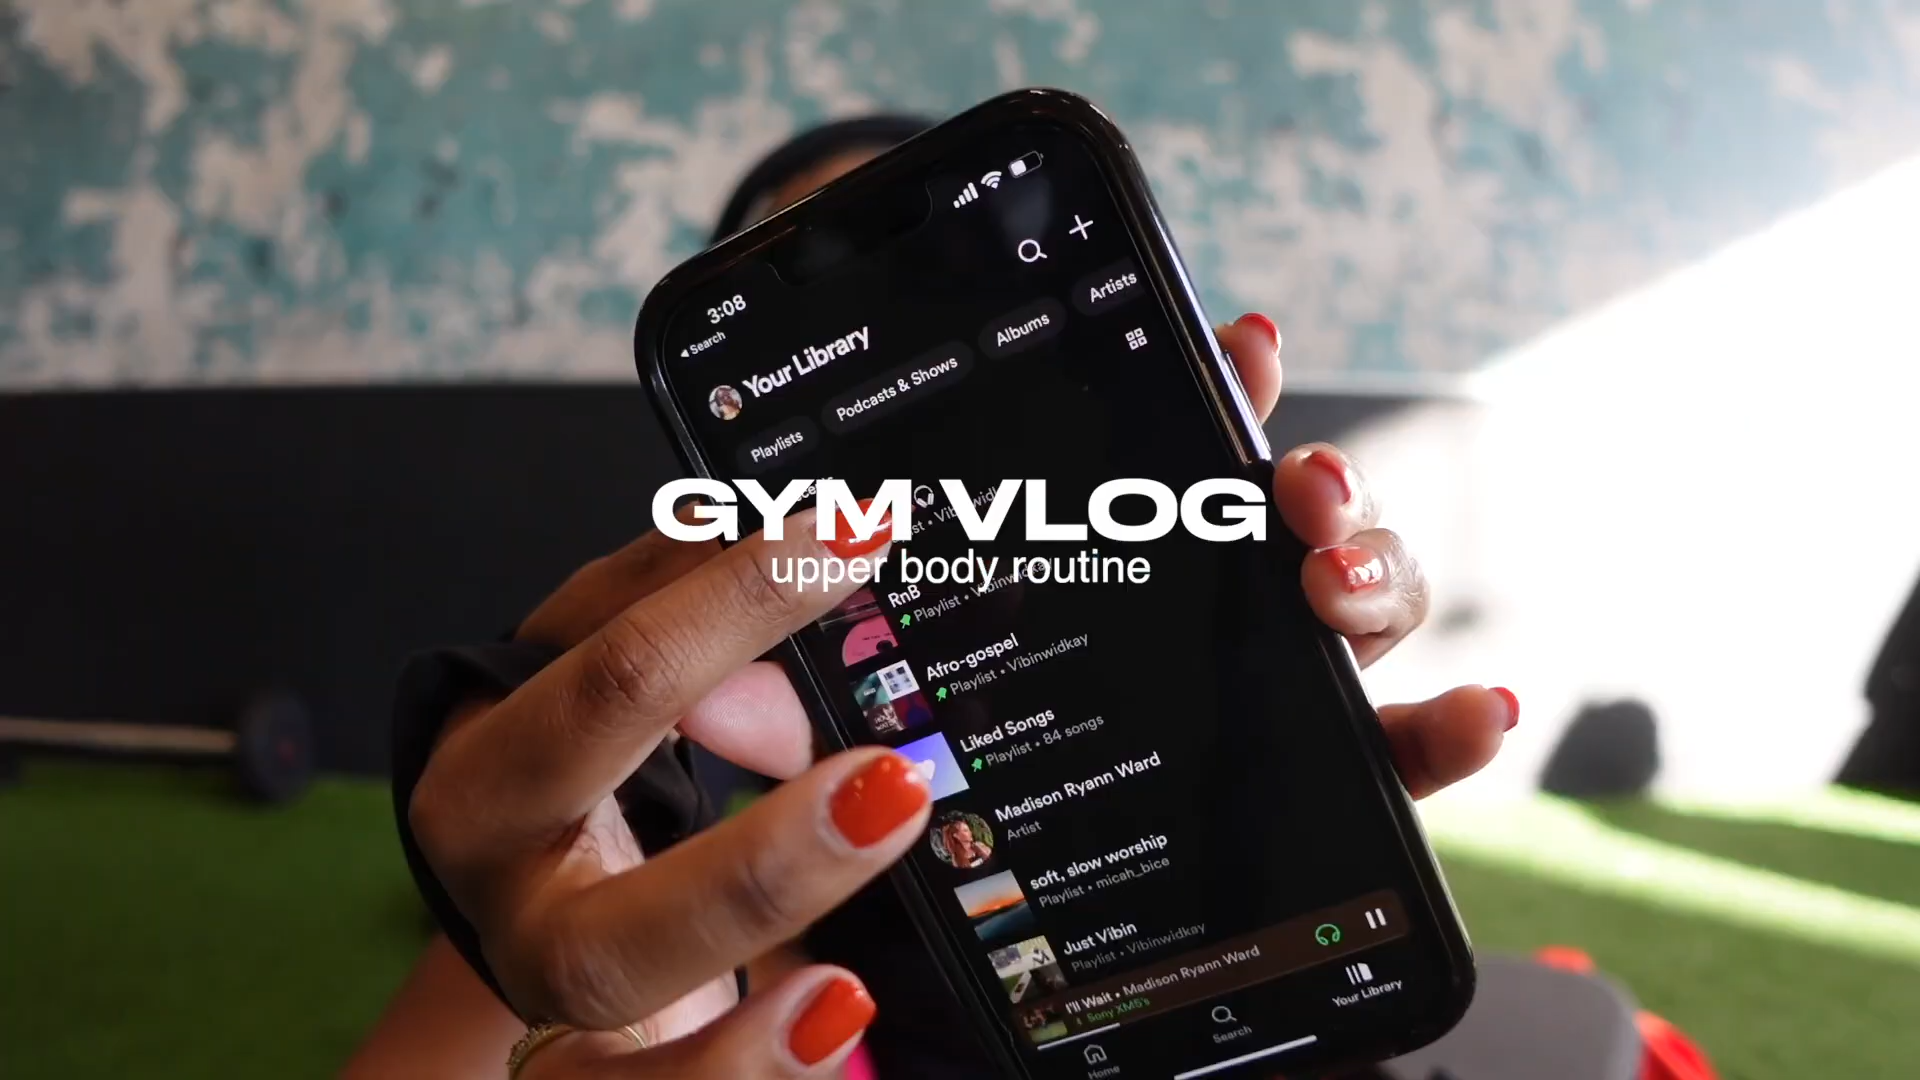 3:08
Search
Your Library
Playlists
Podcasts & Shows
Albums
Artists
GYM VLOG
upper body routine
RnB
Playlist • Vibinwidkay
Afro-gospel
Playlist • Vibinwidkay
Liked Songs
Playlist • 84 songs
Madison Ryann Ward
Artist
soft, slow worship
Playlist • micah_bice
Just Vibin
Playlist • Vibinwidkay
I'll Wait • Madison Ryann Ward
Sony XM5's
Home
Search
Your Library